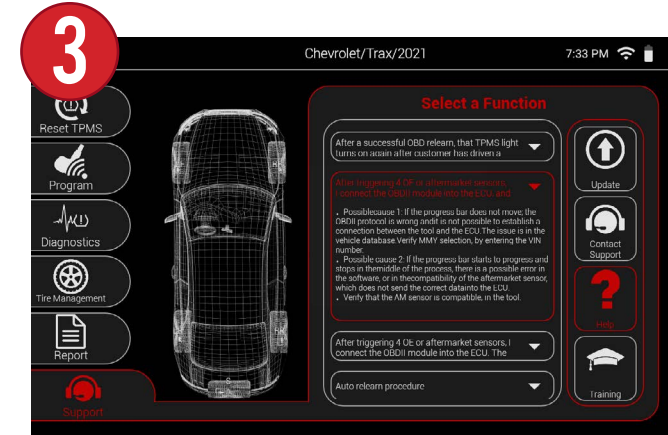 3
Chevrolet/Trax/2021
7:33 PM
Reset TPMS
Program
Diagnostics
Tire Management
Report
Support
Select a Function
After a successful OBD relearn, that TPMS light
turns on again after customer has driven a
After triggering 4 OE or aftermarket sensors,
I connect the OBDII module into the ECU, and
. Possiblecause 1: If the progress bar does not move; the
OBDII protocol is wrong andit is not possible to establish a
connection between the tool and the ECU.The issue is in the
vehicle database.Verify MMY selection, by entering the VIN
number.
. Possible cause 2: If the progress bar starts to progress and
stops in themiddle of the process, there is a possible error in
the software, or in thecompatibility of the aftermarket sensor,
which does not send the correct datainto the ECU.
. Verify that the AM sensor is compatible, in the tool.
After triggering 4 OE or aftermarket sensors, I
connect the OBDII module into the ECU. The
Auto relearn procedure
Update
Contact
Support
Help
Training